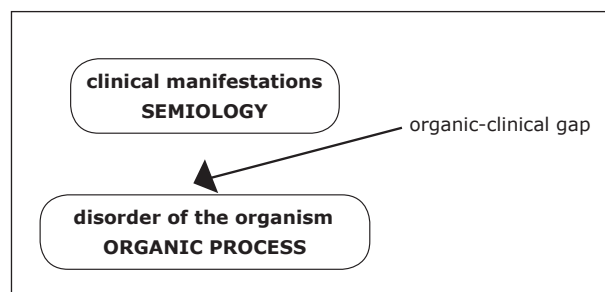 clinical manifestations
SEMIOLOGY
organic-clinical gap
disorder of the organism
ORGANIC PROCESS